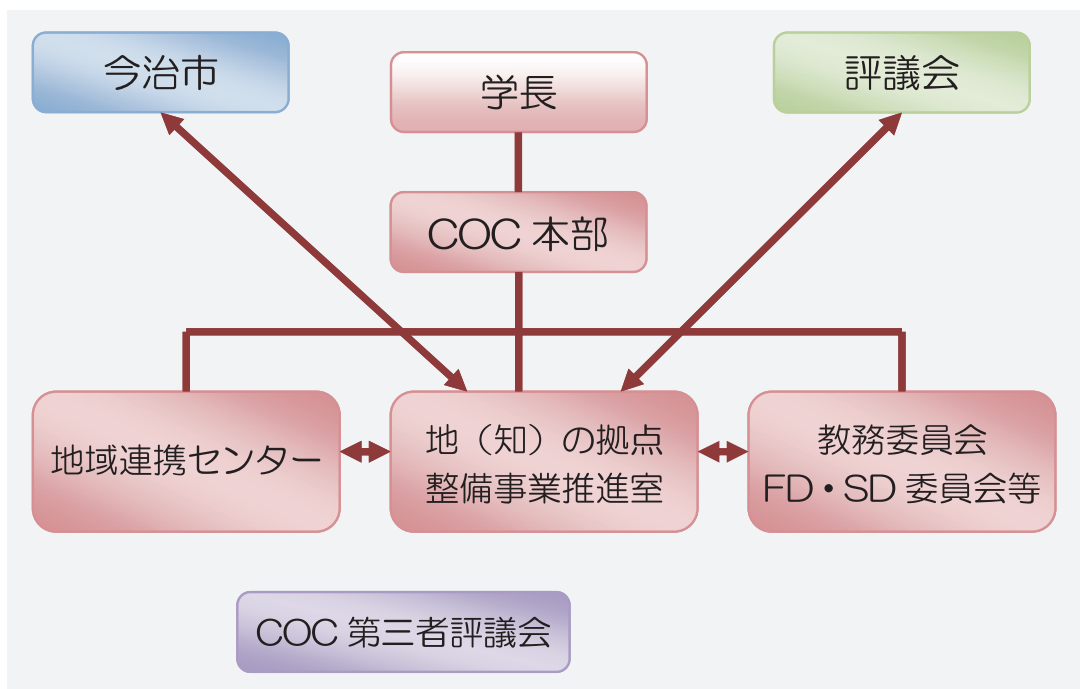 今治市
学長
評議会
COC 本部
地域連携センター
地（知）の拠点
整備事業推進室
教務委員会
FD・SD 委員会等
COC 第三者評議会